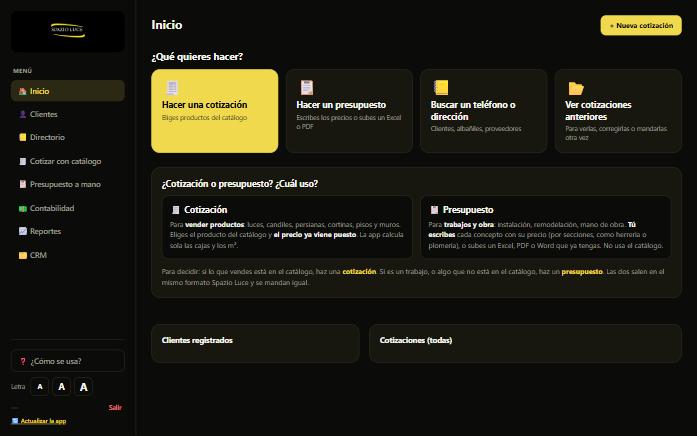 SPAZIO LUCE
MENÚ
Inicio
Clientes
Directorio
Cotizar con catálogo
Presupuesto a mano
Contabilidad
Reportes
CRM
¿Cómo se usa?
Letra A A A
Salir
Actualizar la app
Inicio
+ Nueva cotización
¿Qué quieres hacer?
Hacer una cotización
Eliges productos del catálogo
Hacer un presupuesto
Escribes los precios o subes un Excel
o PDF
Buscar un teléfono o
dirección
Clientes, albañiles, proveedores
Ver cotizaciones
anteriores
Para verlas, corregirlas o mandarlas
otra vez
¿Cotización o presupuesto? ¿Cuál uso?
Cotización
Para vender productos: luces, candiles, persianas, cortinas, pisos y muros.
Eliges el producto del catálogo y el precio ya viene puesto. La app calcula
sola las cajas y los m².
Presupuesto
Para trabajos y obra: instalación, remodelación, mano de obra. Tú
escribes cada concepto con su precio (por secciones, como herrería o
plomería), o subes un Excel, PDF o Word que ya tengas. No usa el catálogo.
Para decidir: si lo que vendes está en el catálogo, haz una cotización. Si es un trabajo, o algo que no está en el catálogo, haz un presupuesto. Las dos salen en el
mismo formato Spazio Luce y se mandan igual.
Clientes registrados
Cotizaciones (todas)